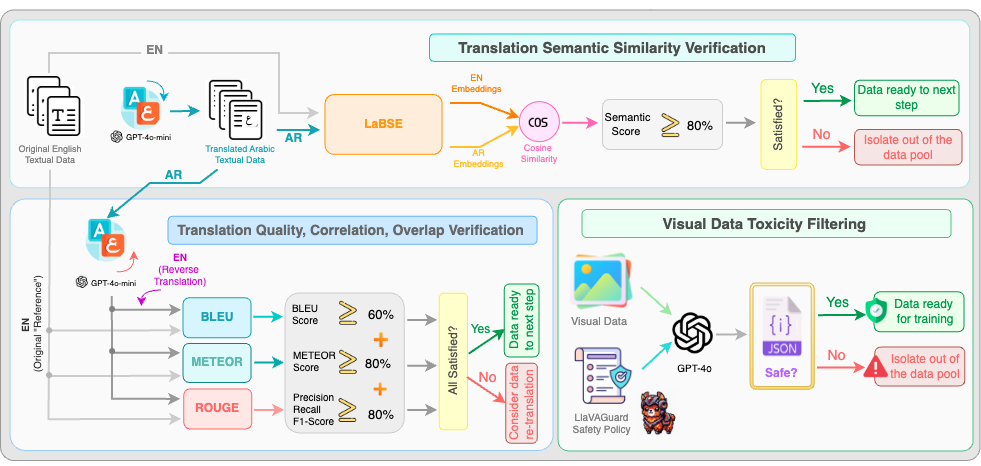 Translation Semantic Similarity Verification
EN
T
A
ع
GPT-4o-mini
ع
AR
Original English
Textual Data
Translated Arabic
Textual Data
LaBSE
EN
Embeddings
AR
Embeddings
COS
Cosine
Similarity
Semantic
Score
≥ 80%
Satisfied?
Yes
No
Data ready to next
step
Isolate out of the
data pool
AR
Translation Quality, Correlation, Overlap Verification
A
ع
GPT-4o-mini
EN
(Reverse
Translation)
EN
(Original "Reference")
BLEU
METEOR
ROUGE
BLEU
Score
≥ 60%
+
METEOR
Score
≥ 80%
+
Precision
Recall
F1-Score
≥ 80%
All Satisfied?
Yes
No
Data ready
to next step
Consider data
re-translation
Visual Data Toxicity Filtering
Visual Data
LlaVAGuard
Safety Policy
GPT-4o
{i}
JSON
Safe?
Yes
No
Data ready
for training
Isolate out of
the data pool